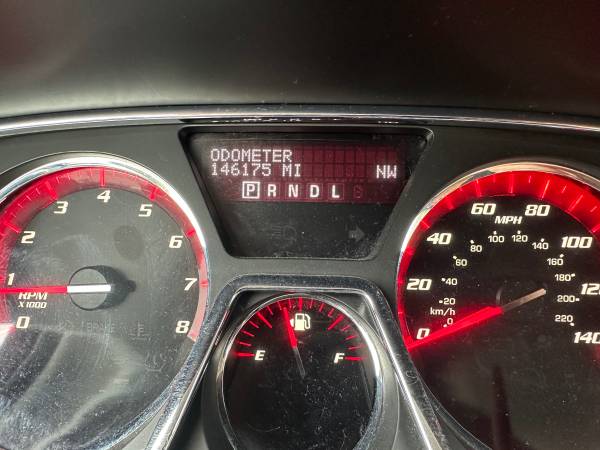 ODOMETER
146175 MI NW
P R N D L
0 1 2 3 4 5 6 7 8
RPM
X1000
E F
0 20 40 60 80 100 120 140
MPH
0 20 40 60 80 100 120 140 160 180 200 220
km/h